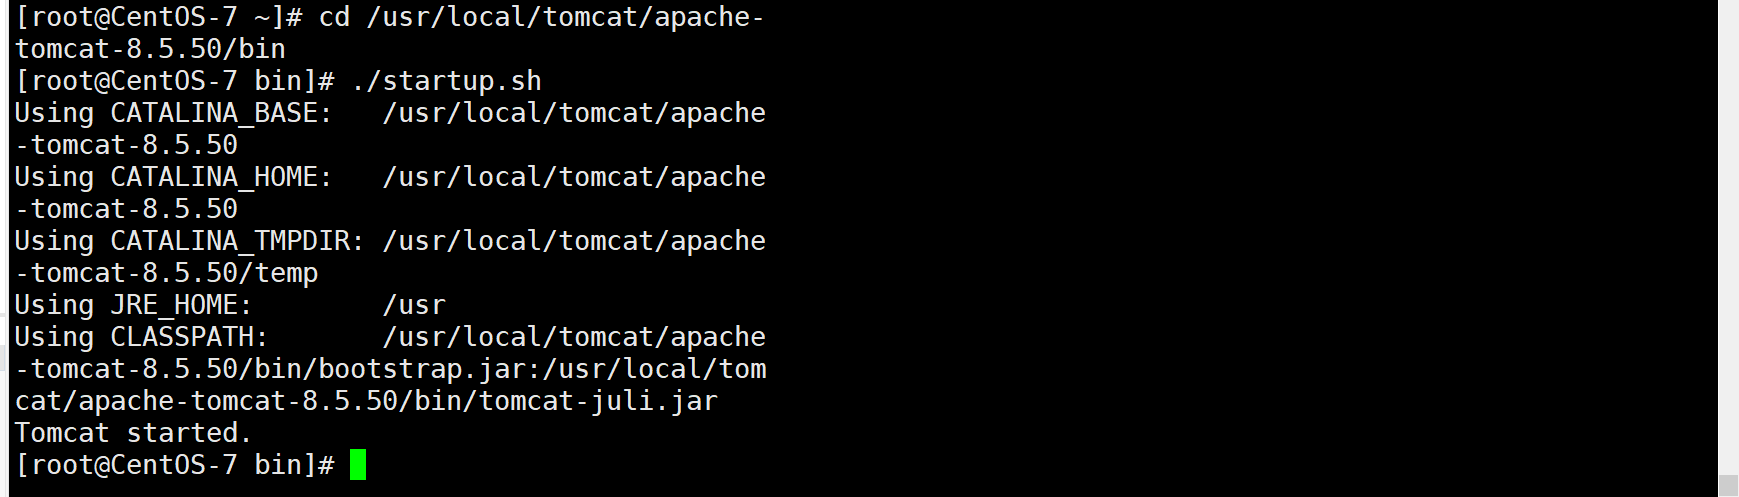 [root@CentOS-7 ~]# cd /usr/local/tomcat/apache-
tomcat-8.5.50/bin
[root@CentOS-7 bin]# ./startup.sh
Using CATALINA_BASE:   /usr/local/tomcat/apache
-tomcat-8.5.50
Using CATALINA_HOME:   /usr/local/tomcat/apache
-tomcat-8.5.50
Using CATALINA_TMPDIR: /usr/local/tomcat/apache
-tomcat-8.5.50/temp
Using JRE_HOME:        /usr
Using CLASSPATH:       /usr/local/tomcat/apache
-tomcat-8.5.50/bin/bootstrap.jar:/usr/local/tom
cat/apache-tomcat-8.5.50/bin/tomcat-juli.jar
Tomcat started.
[root@CentOS-7 bin]#